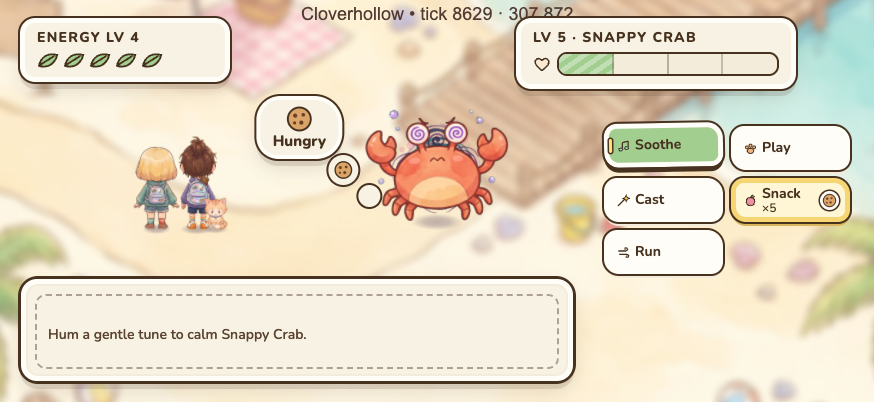 Cloverhollow • tick 8629 · 307,872
ENERGY LV 4
LV 5 · SNAPPY CRAB
Hungry
Soothe
Play
Cast
Snack
×5
Run
Hum a gentle tune to calm Snappy Crab.